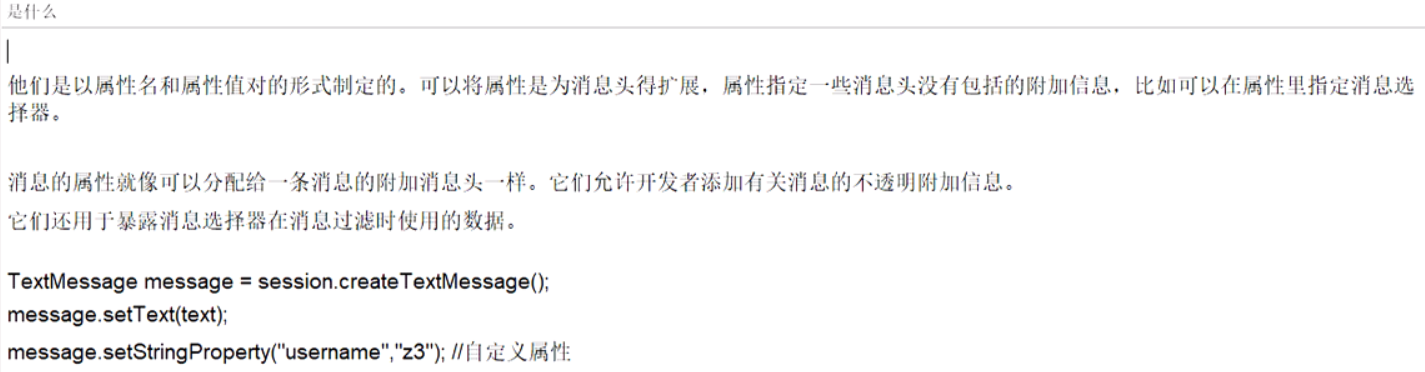 是什么
他们是以属性名和属性值对的形式制定的。可以将属性是为消息头得扩展，属性指定一些消息头没有包括的附加信息，比如可以在属性里指定消息选
择器。
消息的属性就像可以分配给一条消息的附加消息头一样。它们允许开发者添加有关消息的不透明附加信息。
它们还用于暴露消息选择器在消息过滤时使用的数据。
TextMessage message = session.createTextMessage();
message.setText(text);
message.setStringProperty("username","z3"); //自定义属性